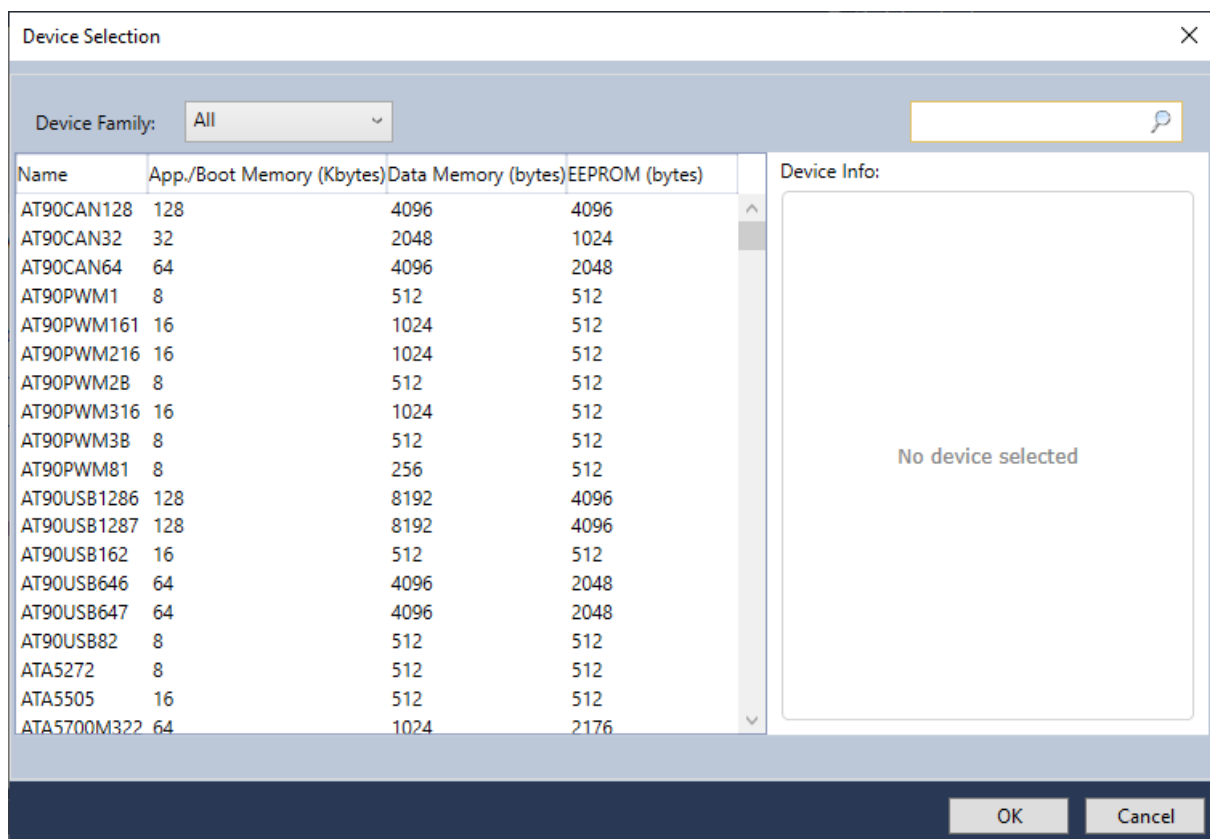 Device Selection
Device Family: All
Name App./Boot Memory (Kbytes) Data Memory (bytes) EEPROM (bytes)
Device Info:
AT90CAN128 128 4096 4096
AT90CAN32 32 2048 1024
AT90CAN64 64 4096 2048
AT90PWM1 8 512 512
AT90PWM161 16 1024 512
AT90PWM216 16 1024 512
AT90PWM2B 8 512 512
AT90PWM316 16 1024 512
AT90PWM3B 8 512 512
AT90PWM81 8 256 512
AT90USB1286 128 8192 4096
AT90USB1287 128 8192 4096
AT90USB162 16 512 512
AT90USB646 64 4096 2048
AT90USB647 64 4096 2048
AT90USB82 8 512 512
ATA5272 8 512 512
ATA5505 16 512 512
ATA5700M322 64 1024 2176
No device selected
OK Cancel